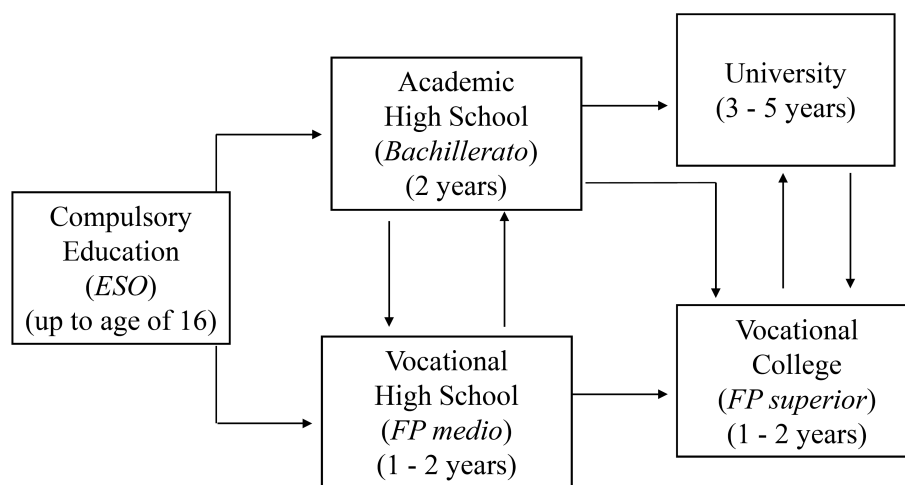 Compulsory
Education
(ESO)
(up to age of 16)
Academic
High School
(Bachillerato)
(2 years)
Vocational
High School
(FP medio)
(1 - 2 years)
University
(3 - 5 years)
Vocational
College
(FP superior)
(1 - 2 years)